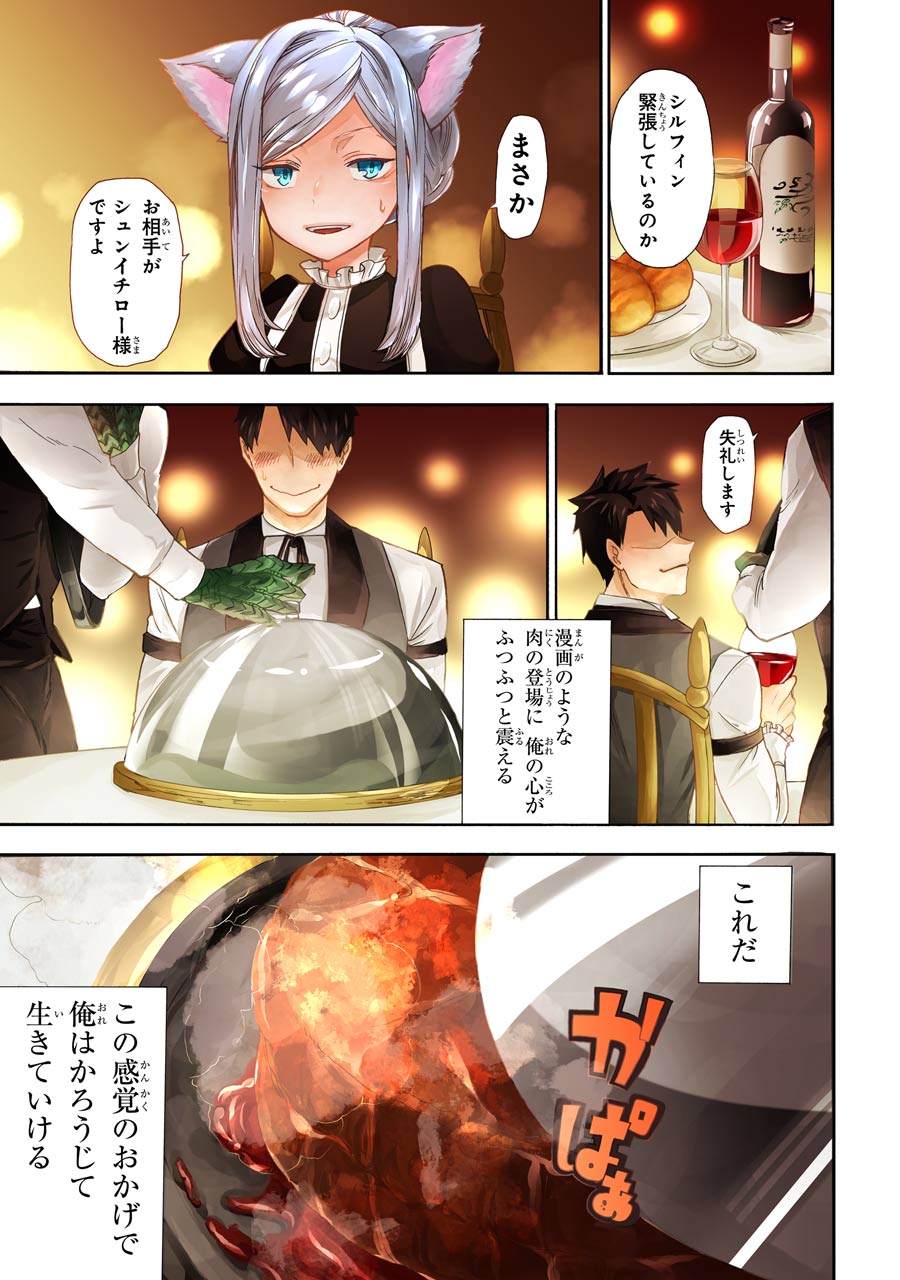 シルフィン
緊張しているのか
まさか
お相手が
シュンイチロー様
ですよ
失礼します
漫画のような
肉の登場に 俺の心が
ふつふつと震える
これだ
かぱぁ
この感覚のおかげで
俺はかろうじて
生きていける